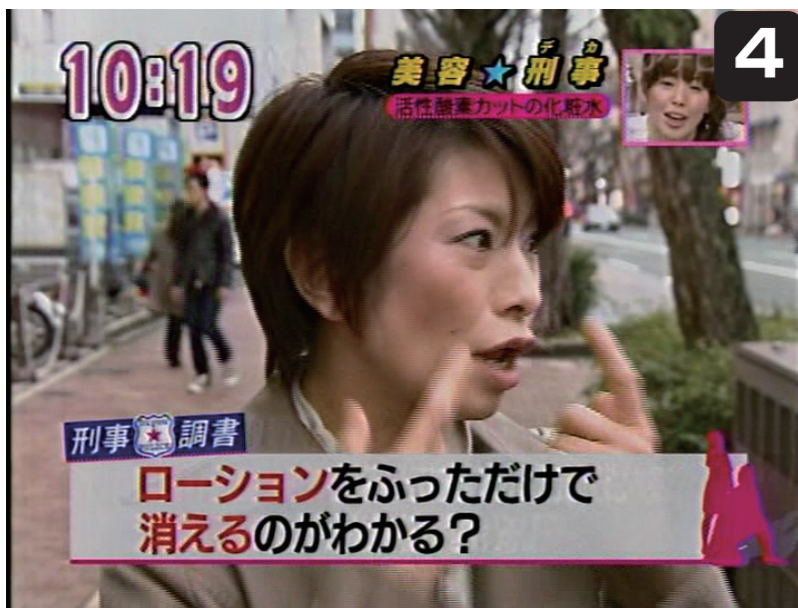 10:19
美容★刑事
デカ
活性酸素カットの化粧水
4
刑事調書
ローションをふっただけで
消えるのがわかる?